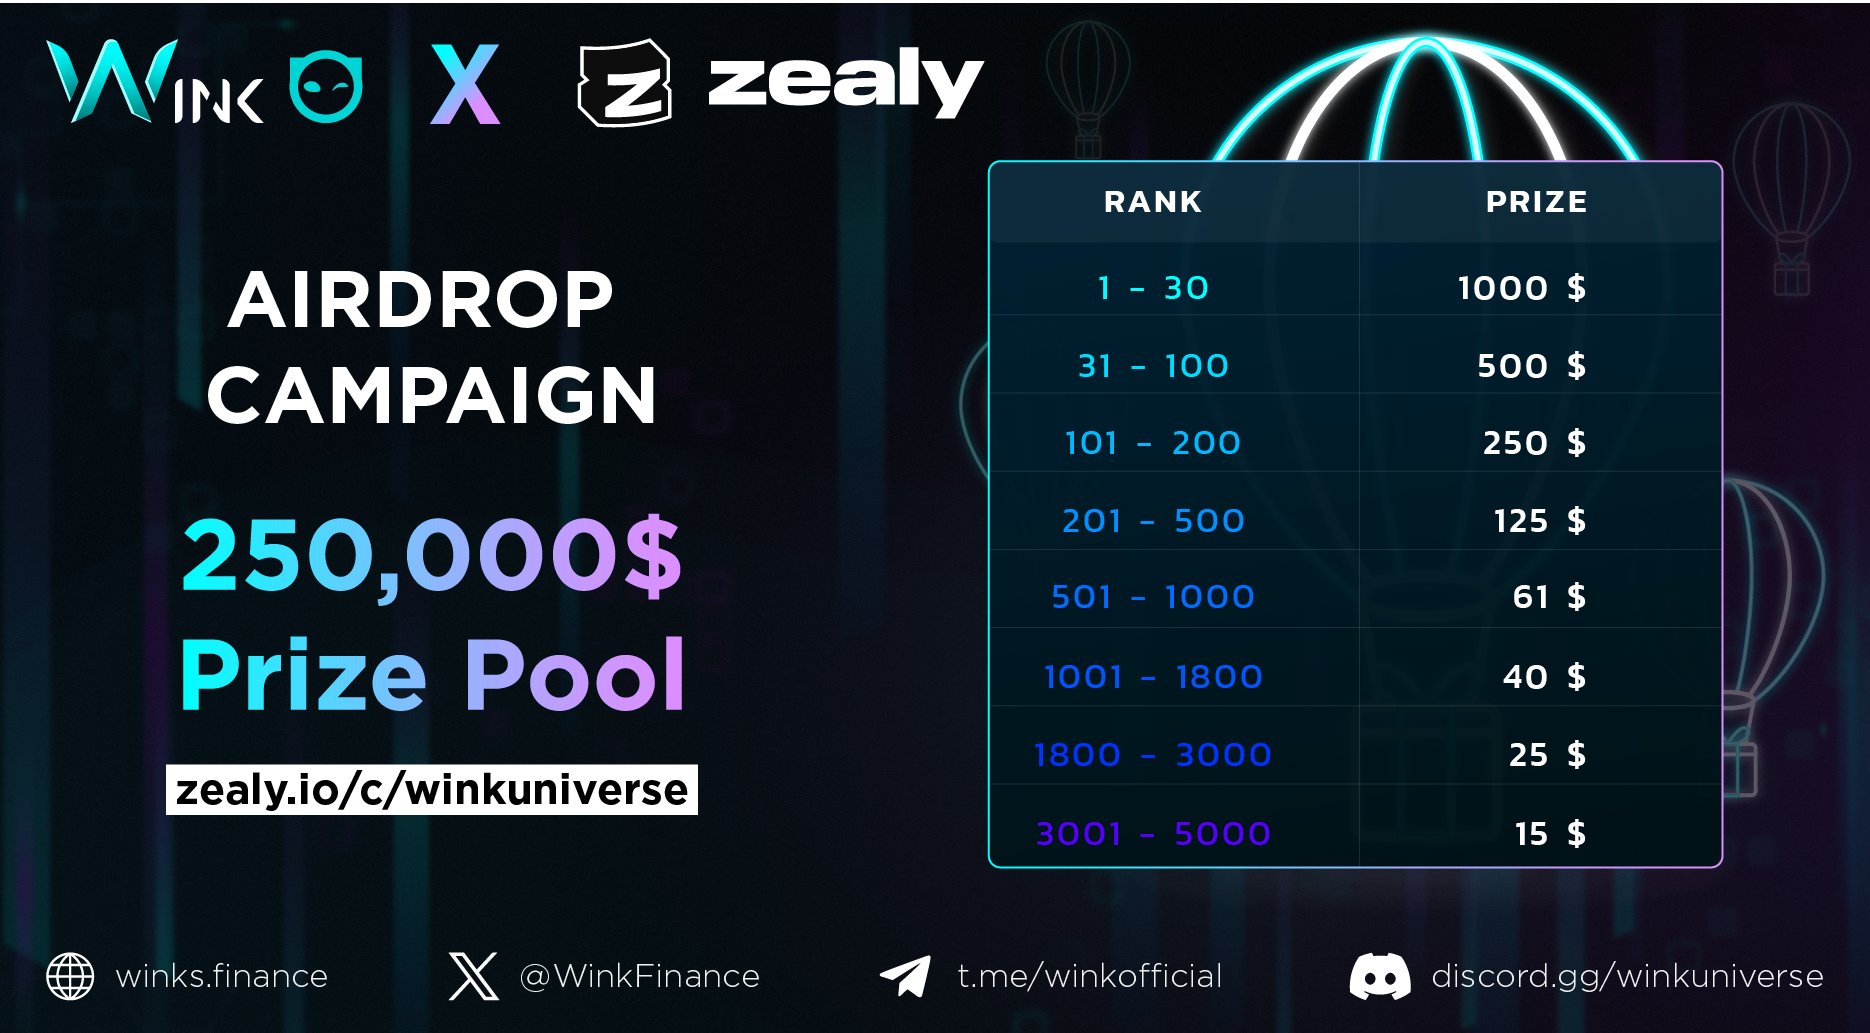 WINK X zealy
AIRDROP
CAMPAIGN
250,000$
Prize Pool
zealy.io/c/winkuniverse
RANK PRIZE
1 - 30 1000 $
31 - 100 500 $
101 - 200 250 $
201 - 500 125 $
501 - 1000 61 $
1001 - 1800 40 $
1800 - 3000 25 $
3001 - 5000 15 $
winks.finance @WinkFinance t.me/winkofficial discord.gg/winkuniverse